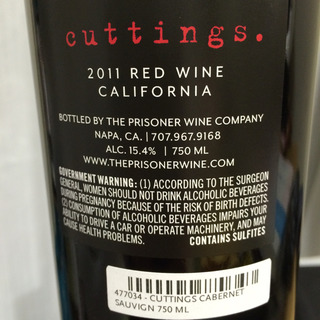 cuttings.
2011 RED WINE
CALIFORNIA
BOTTLED BY THE PRISONER WINE COMPANY
NAPA, CA. | 707.967.9168
ALC. 15.4% | 750 ML
WWW.THEPRISONERWINE.COM
GOVERNMENT WARNING: (1) ACCORDING TO THE SURGEON
GENERAL, WOMEN SHOULD NOT DRINK ALCOHOLIC BEVERAGES
DURING PREGNANCY BECAUSE OF THE RISK OF BIRTH DEFECTS.
(2) CONSUMPTION OF ALCOHOLIC BEVERAGES IMPAIRS YOUR
ABILITY TO DRIVE A CAR OR OPERATE MACHINERY, AND MAY
CAUSE HEALTH PROBLEMS. CONTAINS SULFITES
477034 - CUTTINGS CABERNET
SAUVIGN 750 ML